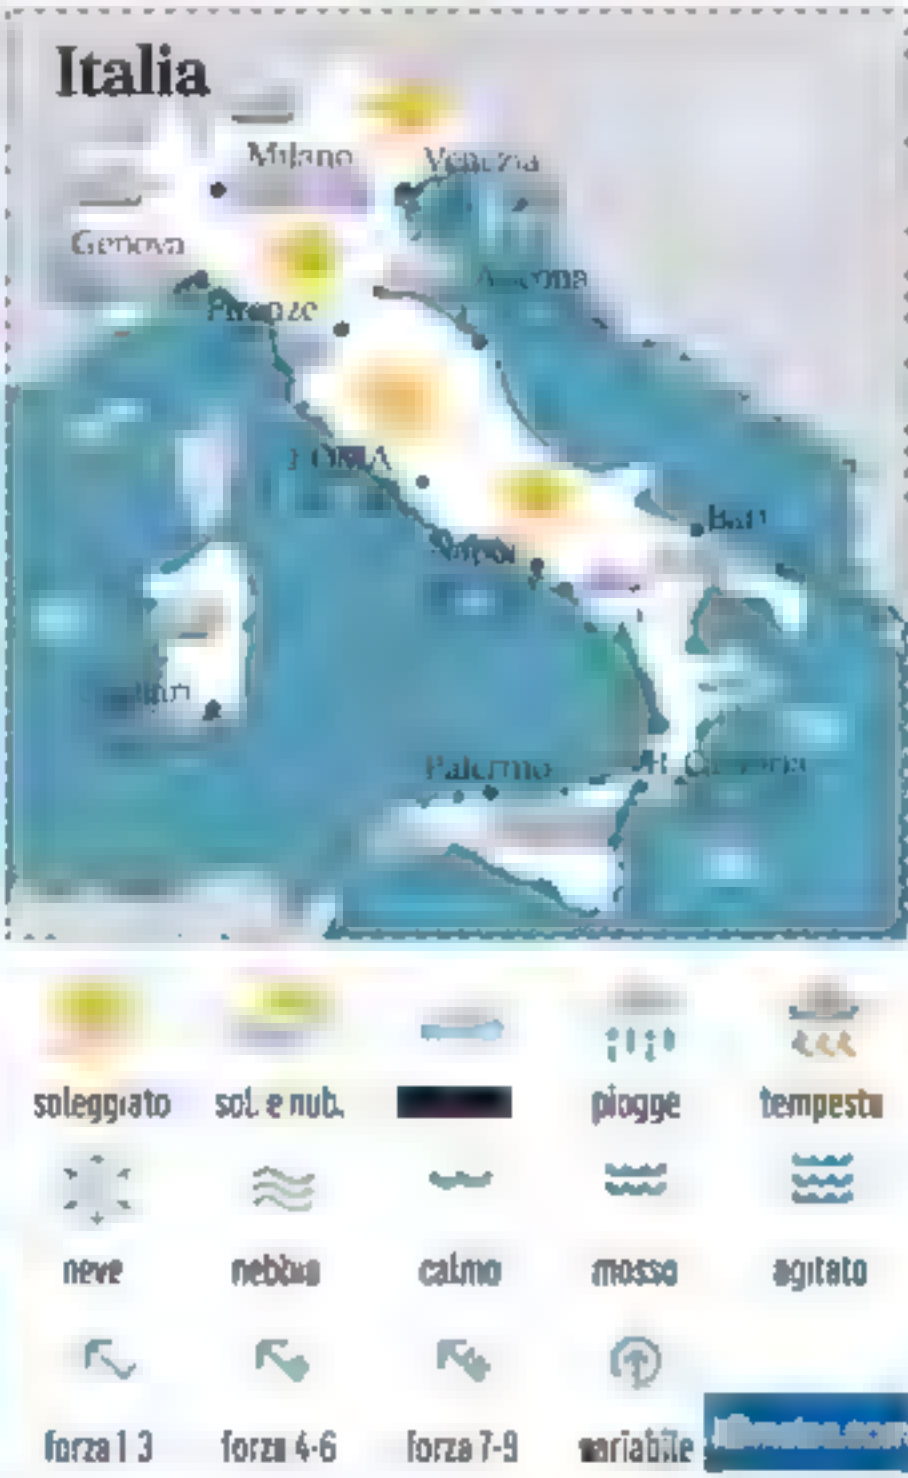 Italia
Milano
Venezia
Genova
Ancona
Firenze
ROMA
Napoli
Bari
Palermo
soleggiato sol. e nub. piogge tempesta
neve nebbia calmo mosso agitato
forza 1-3 forza 4-6 forza 7-9 variabile